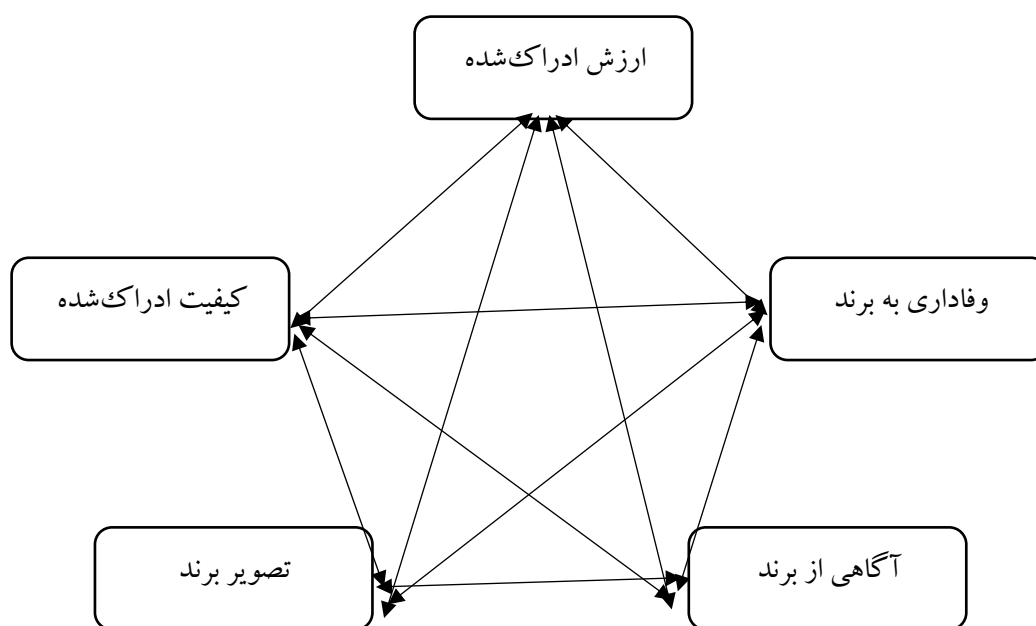 ارزش ادراک‌شده
وفاداری به برند
کیفیت ادراک‌شده
آگاهی از برند
تصویر برند